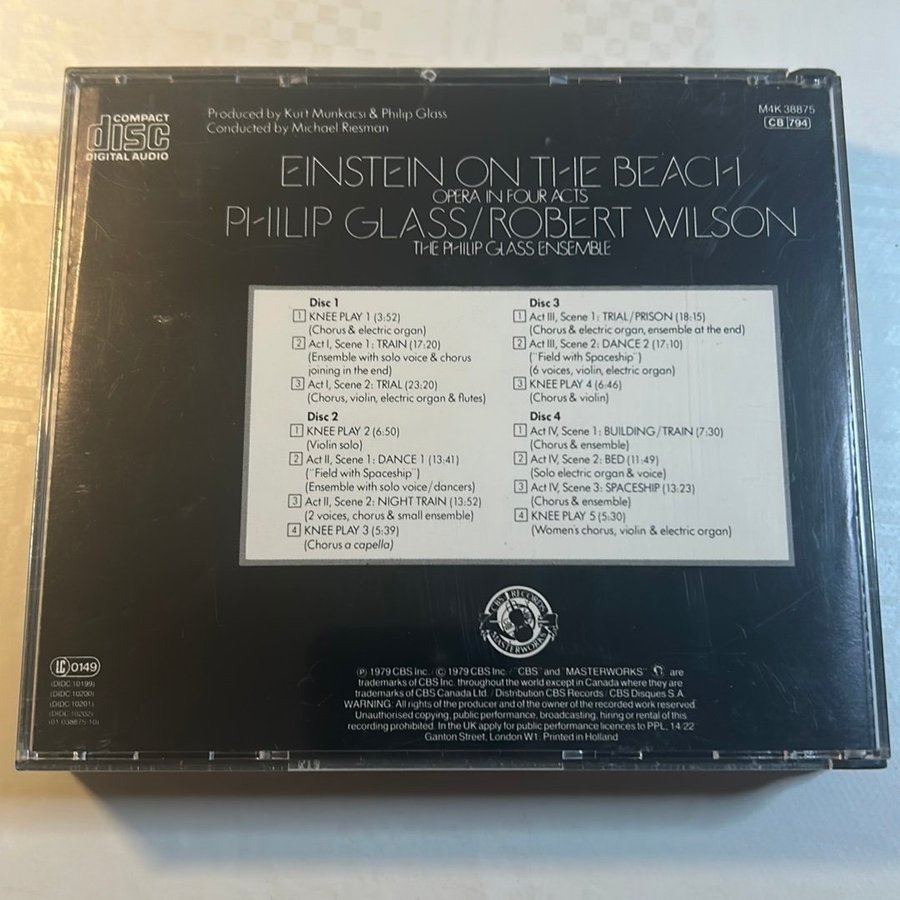 COMPACT
disc
DIGITAL AUDIO
Produced by Kurt Munkacsi & Philip Glass
Conducted by Michael Riesman
M4K 38875
CB 794
EINSTEIN ON THE BEACH
OPERA IN FOUR ACTS
PHILIP GLASS/ROBERT WILSON
THE PHILIP GLASS ENSEMBLE
Disc 1
1 KNEE PLAY 1 (3:52)
(Chorus & electric organ)
2 Act I, Scene 1: TRAIN (17:20)
(Ensemble with solo voice & chorus
joining in the end)
3 Act I, Scene 2: TRIAL (23:20)
(Chorus, violin, electric organ & flutes)
Disc 2
1 KNEE PLAY 2 (6:50)
(Violin solo)
2 Act II, Scene 1: DANCE 1 (13:41)
("Field with Spaceship")
(Ensemble with solo voice/dancers)
3 Act II, Scene 2: NIGHT TRAIN (13:52)
(2 voices, chorus & small ensemble)
4 KNEE PLAY 3 (5:39)
(Chorus a capella)
Disc 3
1 Act III, Scene 1: TRIAL/PRISON (18:15)
(Chorus & electric organ, ensemble at the end)
2 Act III, Scene 2: DANCE 2 (17:10)
("Field with Spaceship")
(6 voices, violin, electric organ)
3 KNEE PLAY 4 (6:46)
(Chorus & violin)
Disc 4
1 Act IV, Scene 1: BUILDING/TRAIN (7:30)
(Chorus & ensemble)
2 Act IV, Scene 2: BED (11:49)
(Solo electric organ & voice)
3 Act IV, Scene 3: SPACESHIP (13:23)
(Chorus & ensemble)
4 KNEE PLAY 5 (5:30)
(Women's chorus, violin & electric organ)
CBS RECORDS
MASTERWORKS
LC 0149
(DIDC 10199)
(DIDC 10200)
(DIDC 10201)
(DIDC 10202)
(01-038875-10)
℗ 1979 CBS Inc./© 1979 CBS Inc./"CBS" and "MASTERWORKS" are
trademarks of CBS Inc. throughout the world except in Canada where they are
trademarks of CBS Canada Ltd./Distribution CBS Records/CBS Disques S.A.
WARNING: All rights of the producer and of the owner of the recorded work reserved.
Unauthorised copying, public performance, broadcasting, hiring or rental of this
recording prohibited. In the UK apply for public performance licences to PPL, 14-22
Ganton Street, London W1. Printed in Holland